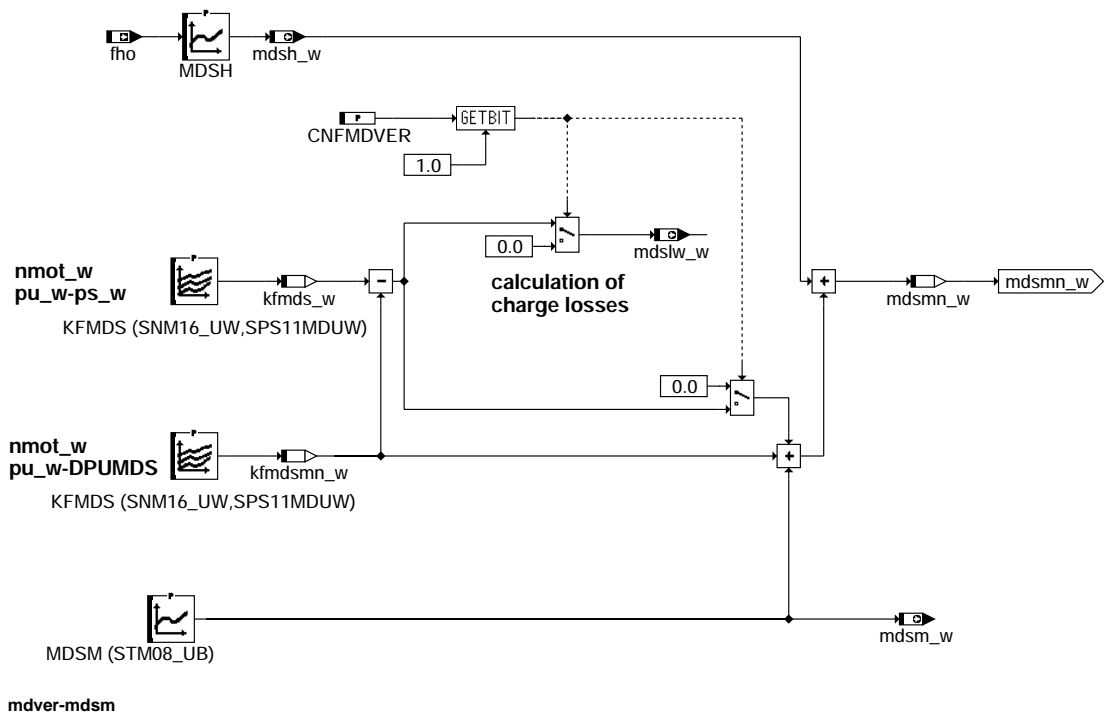 P
fho
MDSH
mdsh_w
P
CNFMDVER
GETBIT
1.0
0.0
mdslw_w
nmot_w
pu_w-ps_w
P
kfmds_w
-
calculation of
charge losses
+
mdsmn_w
mdsmn_w
KFMDS (SNM16_UW,SPS11MDUW)
0.0
nmot_w
pu_w-DPUMDS
P
kfmdsmn_w
+
KFMDS (SNM16_UW,SPS11MDUW)
P
MDSM (STM08_UB)
mdsm_w
mdver-mdsm